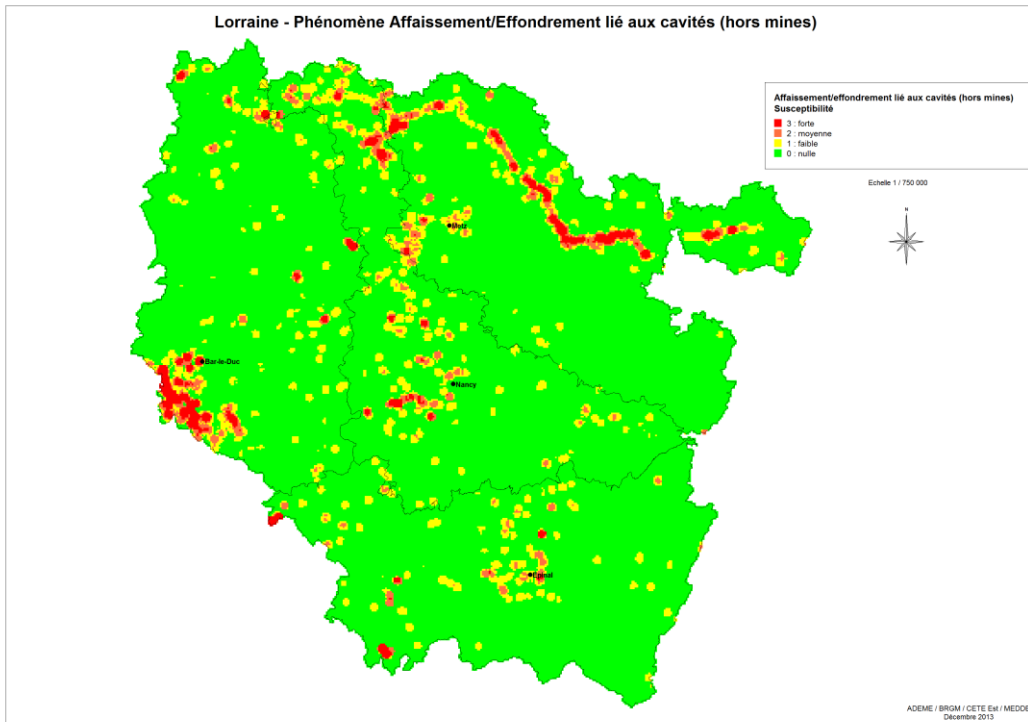 Lorraine - Phénomène Affaissement/Effondrement lié aux cavités (hors mines)
Affaissement/effondrement lié aux cavités (hors mines)
Susceptibilité
3 : forte
2 : moyenne
1 : faible
0 : nulle
Echelle 1 / 750 000
N
Metz
Bar-le-Duc
Nancy
Epinal
ADEME / BRGM / CETE Est / MEDDE
Décembre 2013